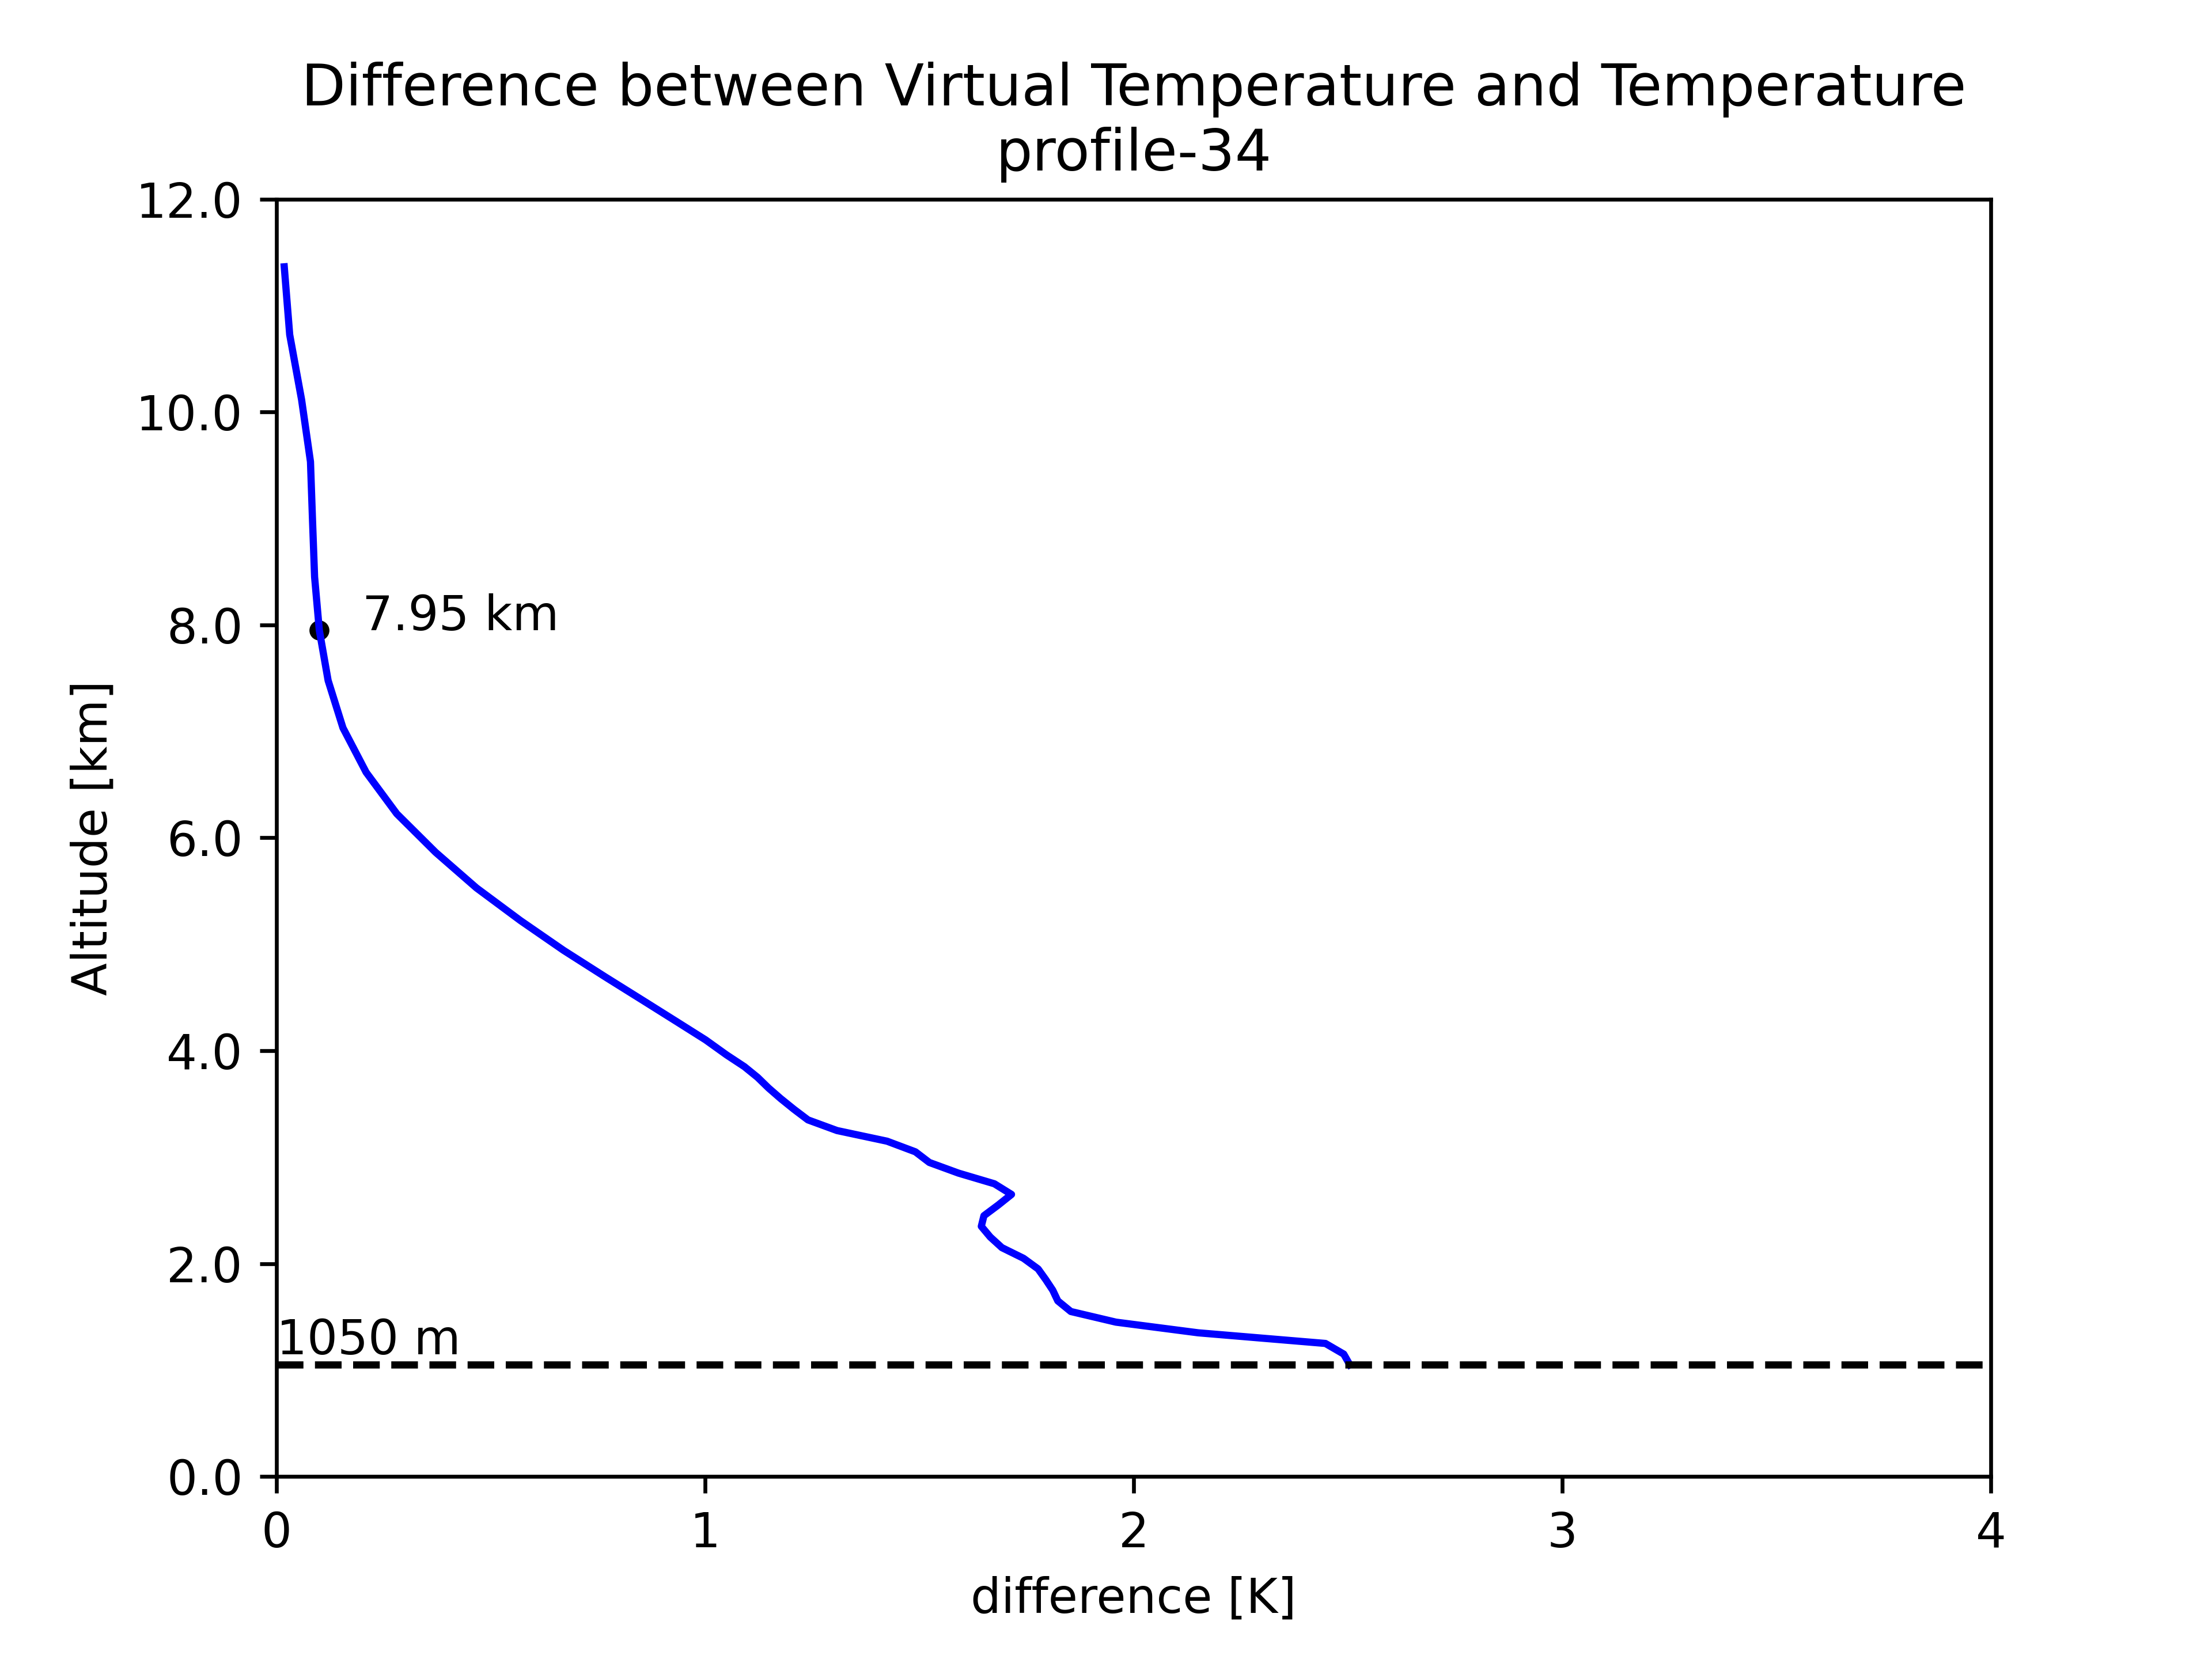 Difference between Virtual Temperature and Temperature
profile-34
12.0
10.0
8.0
6.0
4.0
2.0
0.0
Altitude [km]
7.95 km
1050 m
0 1 2 3 4
difference [K]